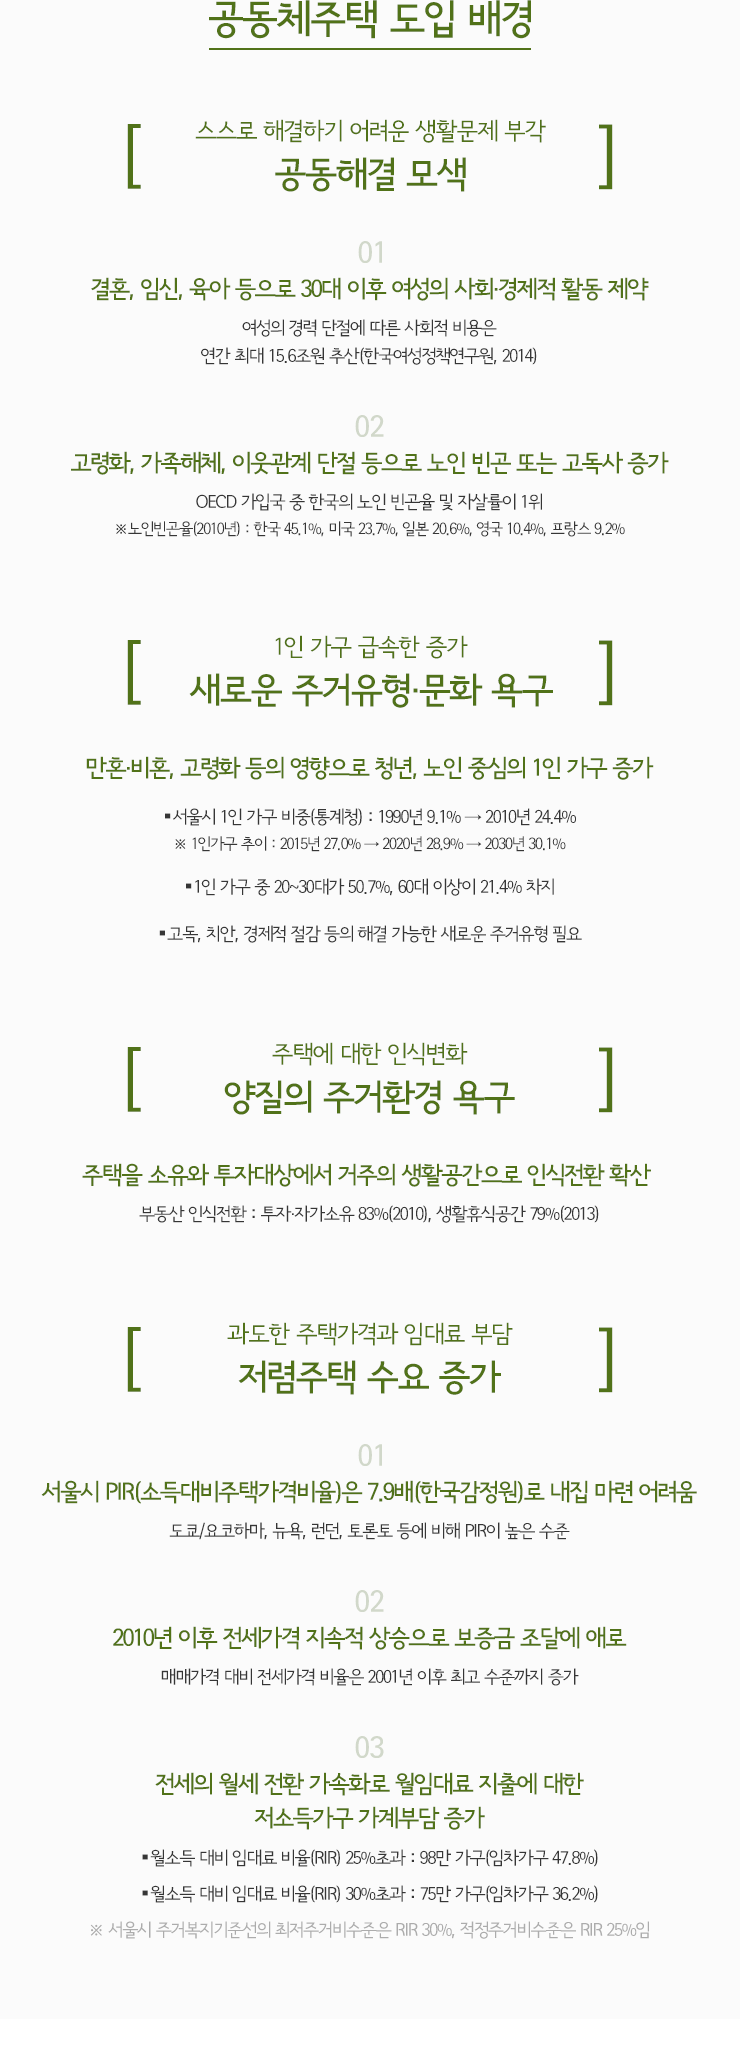 공동체주택 도입 배경
[ 스스로 해결하기 어려운 생활문제 부각
공동해결 모색 ]
01
결혼, 임신, 육아 등으로 30대 이후 여성의 사회·경제적 활동 제약
여성의 경력 단절에 따른 사회적 비용은
연간 최대 15.6조원 추산(한국여성정책연구원, 2014)
02
고령화, 가족해체, 이웃관계 단절 등으로 노인 빈곤 또는 고독사 증가
OECD 가입국 중 한국의 노인 빈곤율 및 자살률이 1위
※노인빈곤율(2010년) : 한국 45.1%, 미국 23.7%, 일본 20.6%, 영국 10.4%, 프랑스 9.2%
[ 1인 가구 급속한 증가
새로운 주거유형·문화 욕구 ]
만혼·비혼, 고령화 등의 영향으로 청년, 노인 중심의 1인 가구 증가
▪서울시 1인 가구 비중(통계청) : 1990년 9.1% → 2010년 24.4%
※ 1인가구 추이 : 2015년 27.0% → 2020년 28.9% → 2030년 30.1%
▪1인 가구 중 20~30대가 50.7%, 60대 이상이 21.4% 차지
▪고독, 치안, 경제적 절감 등의 해결 가능한 새로운 주거유형 필요
[ 주택에 대한 인식변화
양질의 주거환경 욕구 ]
주택을 소유와 투자대상에서 거주의 생활공간으로 인식전환 확산
부동산 인식전환 : 투자·자가소유 83%(2010), 생활휴식공간 79%(2013)
[ 과도한 주택가격과 임대료 부담
저렴주택 수요 증가 ]
01
서울시 PIR(소득대비주택가격비율)은 7.9배(한국감정원)로 내집 마련 어려움
도쿄/요코하마, 뉴욕, 런던, 토론토 등에 비해 PIR이 높은 수준
02
2010년 이후 전세가격 지속적 상승으로 보증금 조달에 애로
매매가격 대비 전세가격 비율은 2001년 이후 최고 수준까지 증가
03
전세의 월세 전환 가속화로 월임대료 지출에 대한
저소득가구 가계부담 증가
▪월소득 대비 임대료 비율(RIR) 25%초과 : 98만 가구(임차가구 47.8%)
▪월소득 대비 임대료 비율(RIR) 30%초과 : 75만 가구(임차가구 36.2%)
※ 서울시 주거복지기준선의 최저주거비수준은 RIR 30%, 적정주거비수준은 RIR 25%임